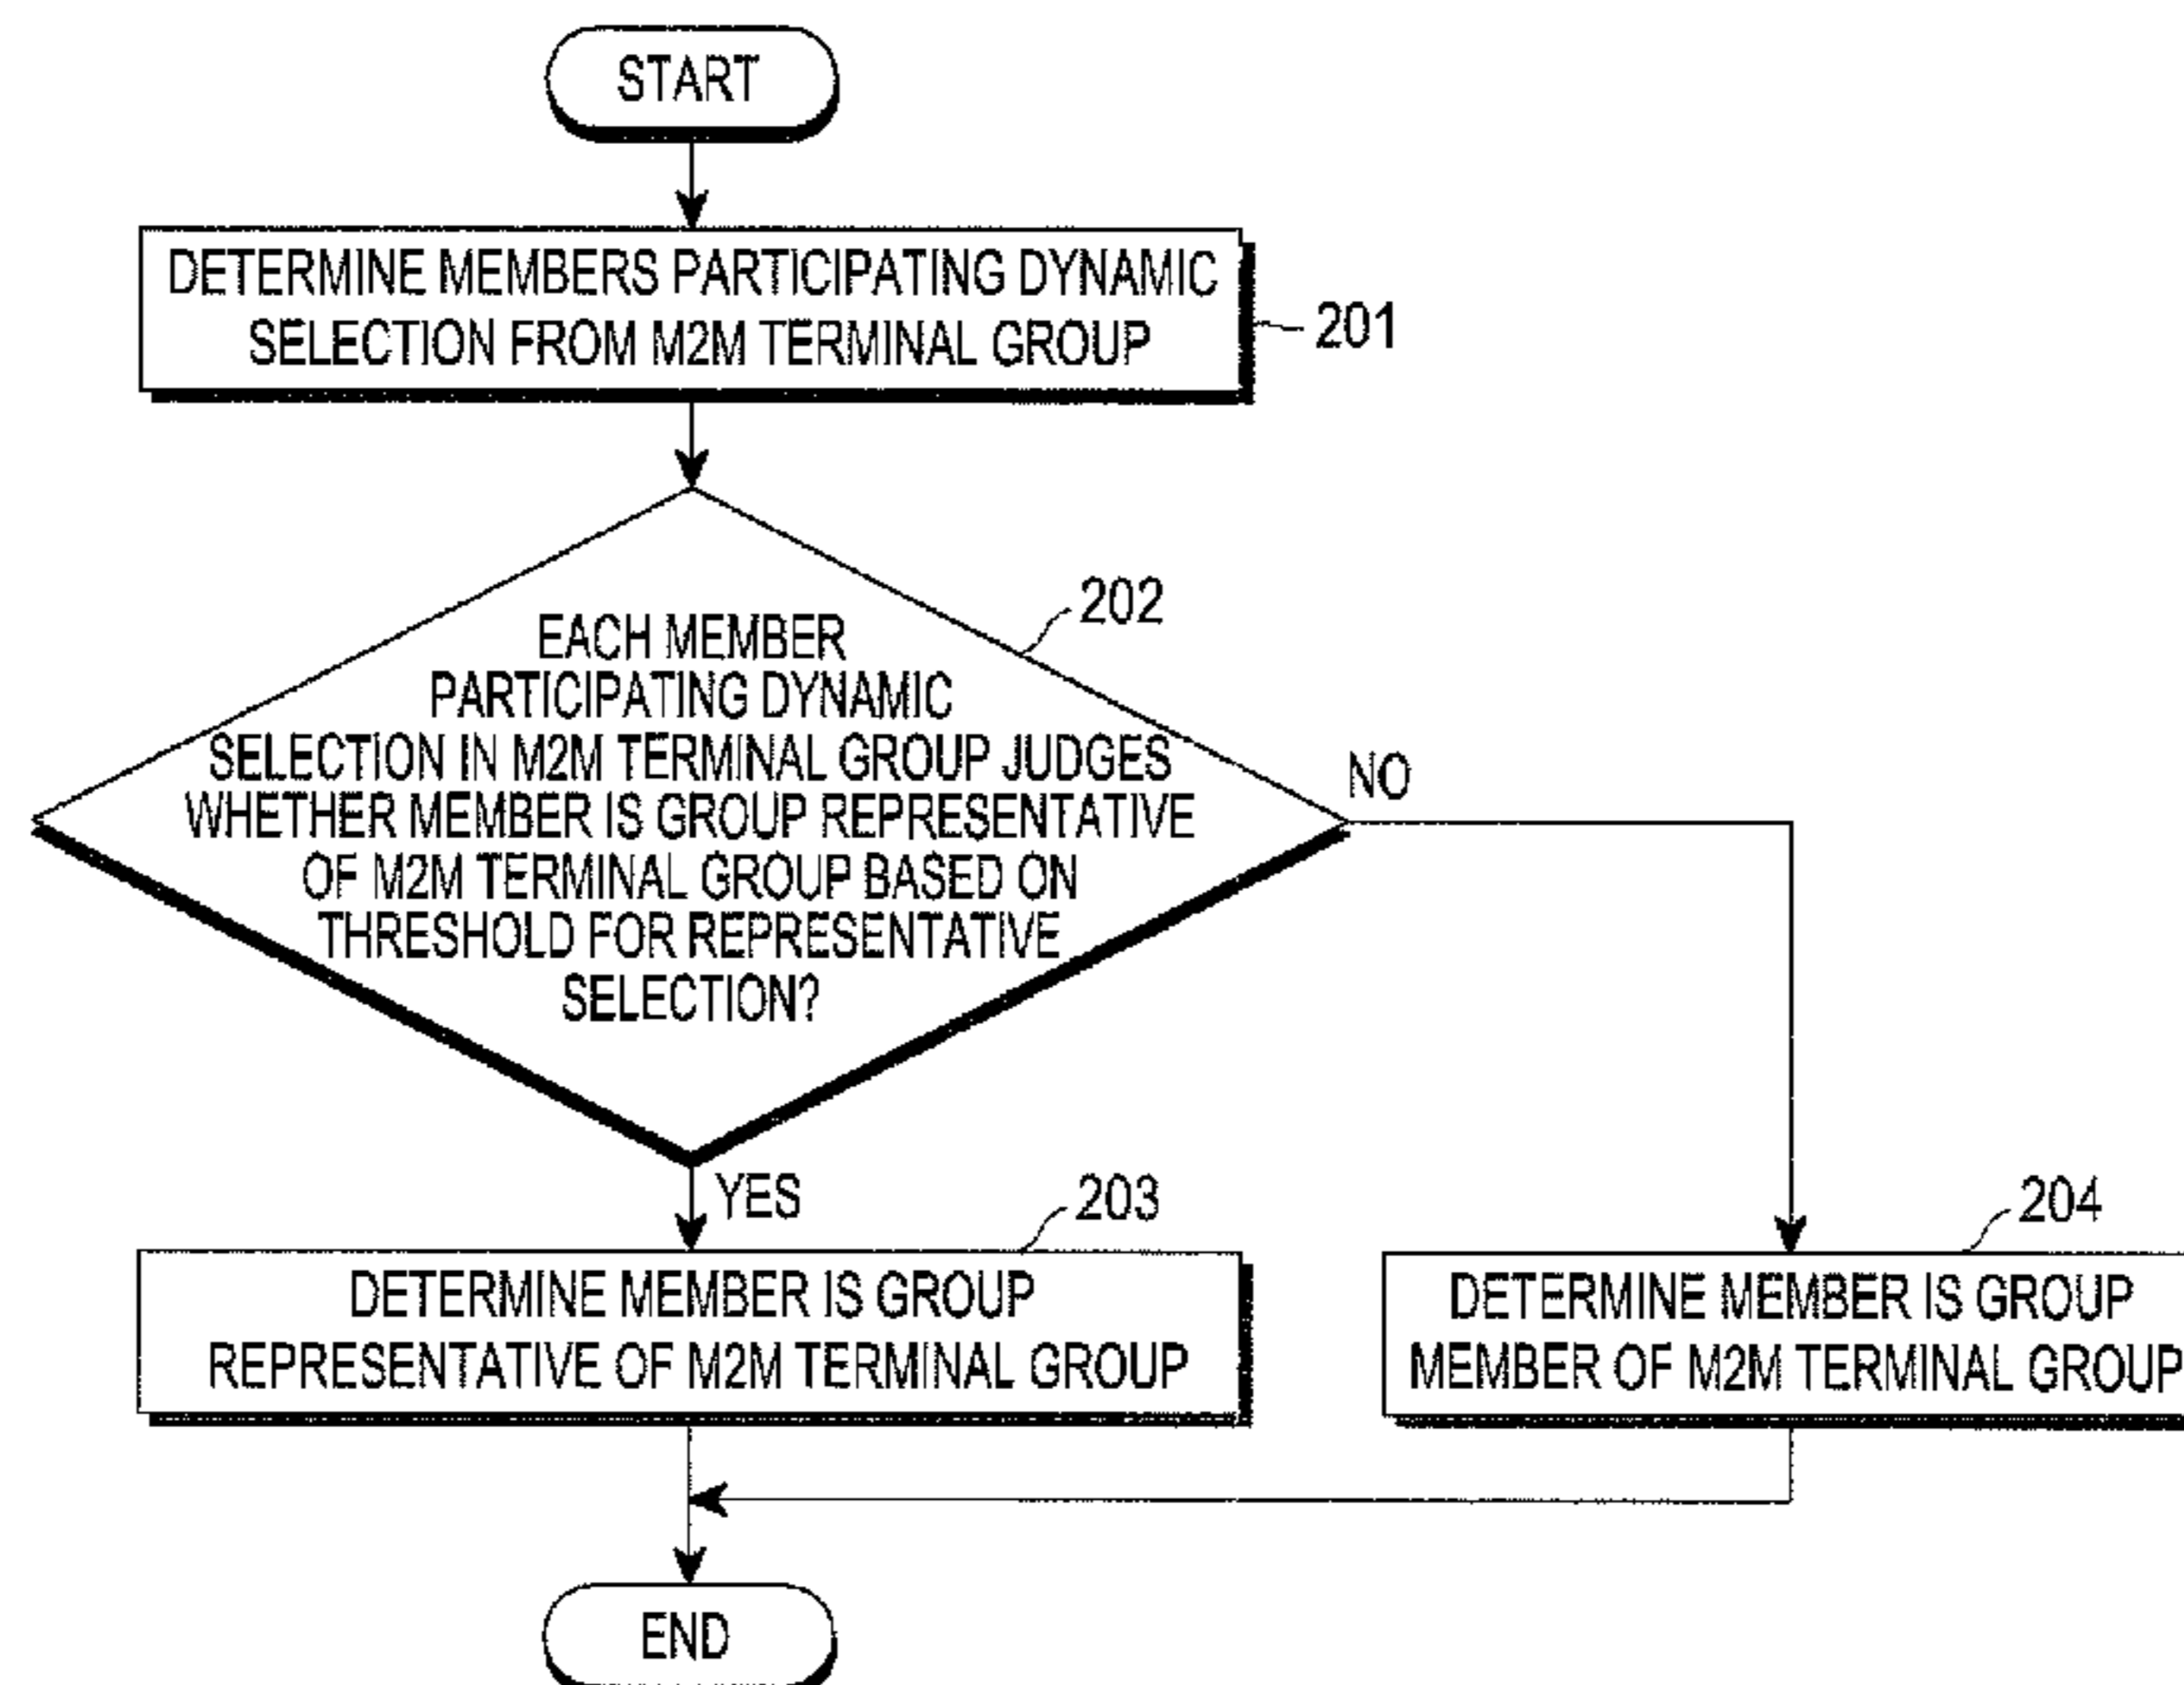 START
DETERMINE MEMBERS PARTICIPATING DYNAMIC
SELECTION FROM M2M TERMINAL GROUP
201
202
EACH MEMBER
PARTICIPATING DYNAMIC
SELECTION IN M2M TERMINAL GROUP JUDGES
WHETHER MEMBER IS GROUP REPRESENTATIVE
OF M2M TERMINAL GROUP BASED ON
THRESHOLD FOR REPRESENTATIVE
SELECTION?
NO
YES
203
DETERMINE MEMBER IS GROUP
REPRESENTATIVE OF M2M TERMINAL GROUP
204
DETERMINE MEMBER IS GROUP
MEMBER OF M2M TERMINAL GROUP
END